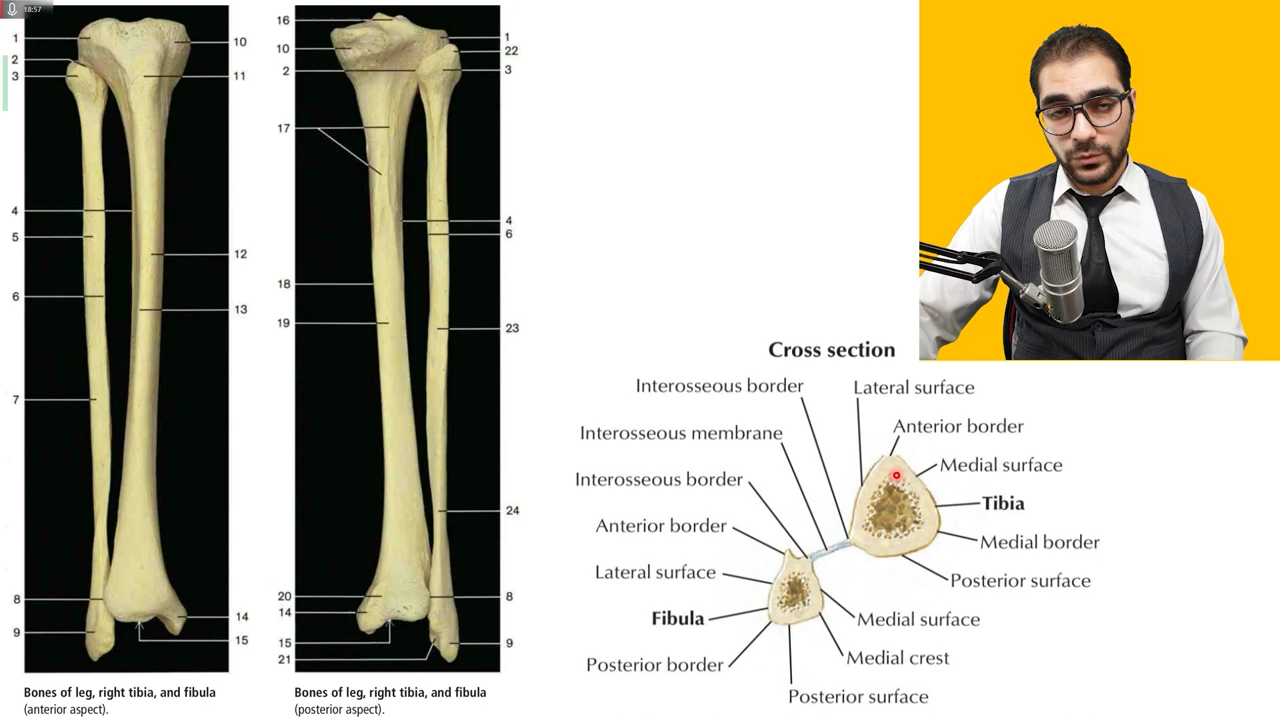 18:57
1
2
3
4
5
6
7
8
9
10
11
12
13
14
15
16
10
2
17
18
19
20
14
15
21
1
22
3
4
6
23
24
8
9
Bones of leg, right tibia, and fibula
(anterior aspect).
Bones of leg, right tibia, and fibula
(posterior aspect).
Cross section
Interosseous border
Lateral surface
Anterior border
Interosseous membrane
Medial surface
Interosseous border
Tibia
Anterior border
Medial border
Lateral surface
Posterior surface
Fibula
Medial surface
Posterior border
Medial crest
Posterior surface